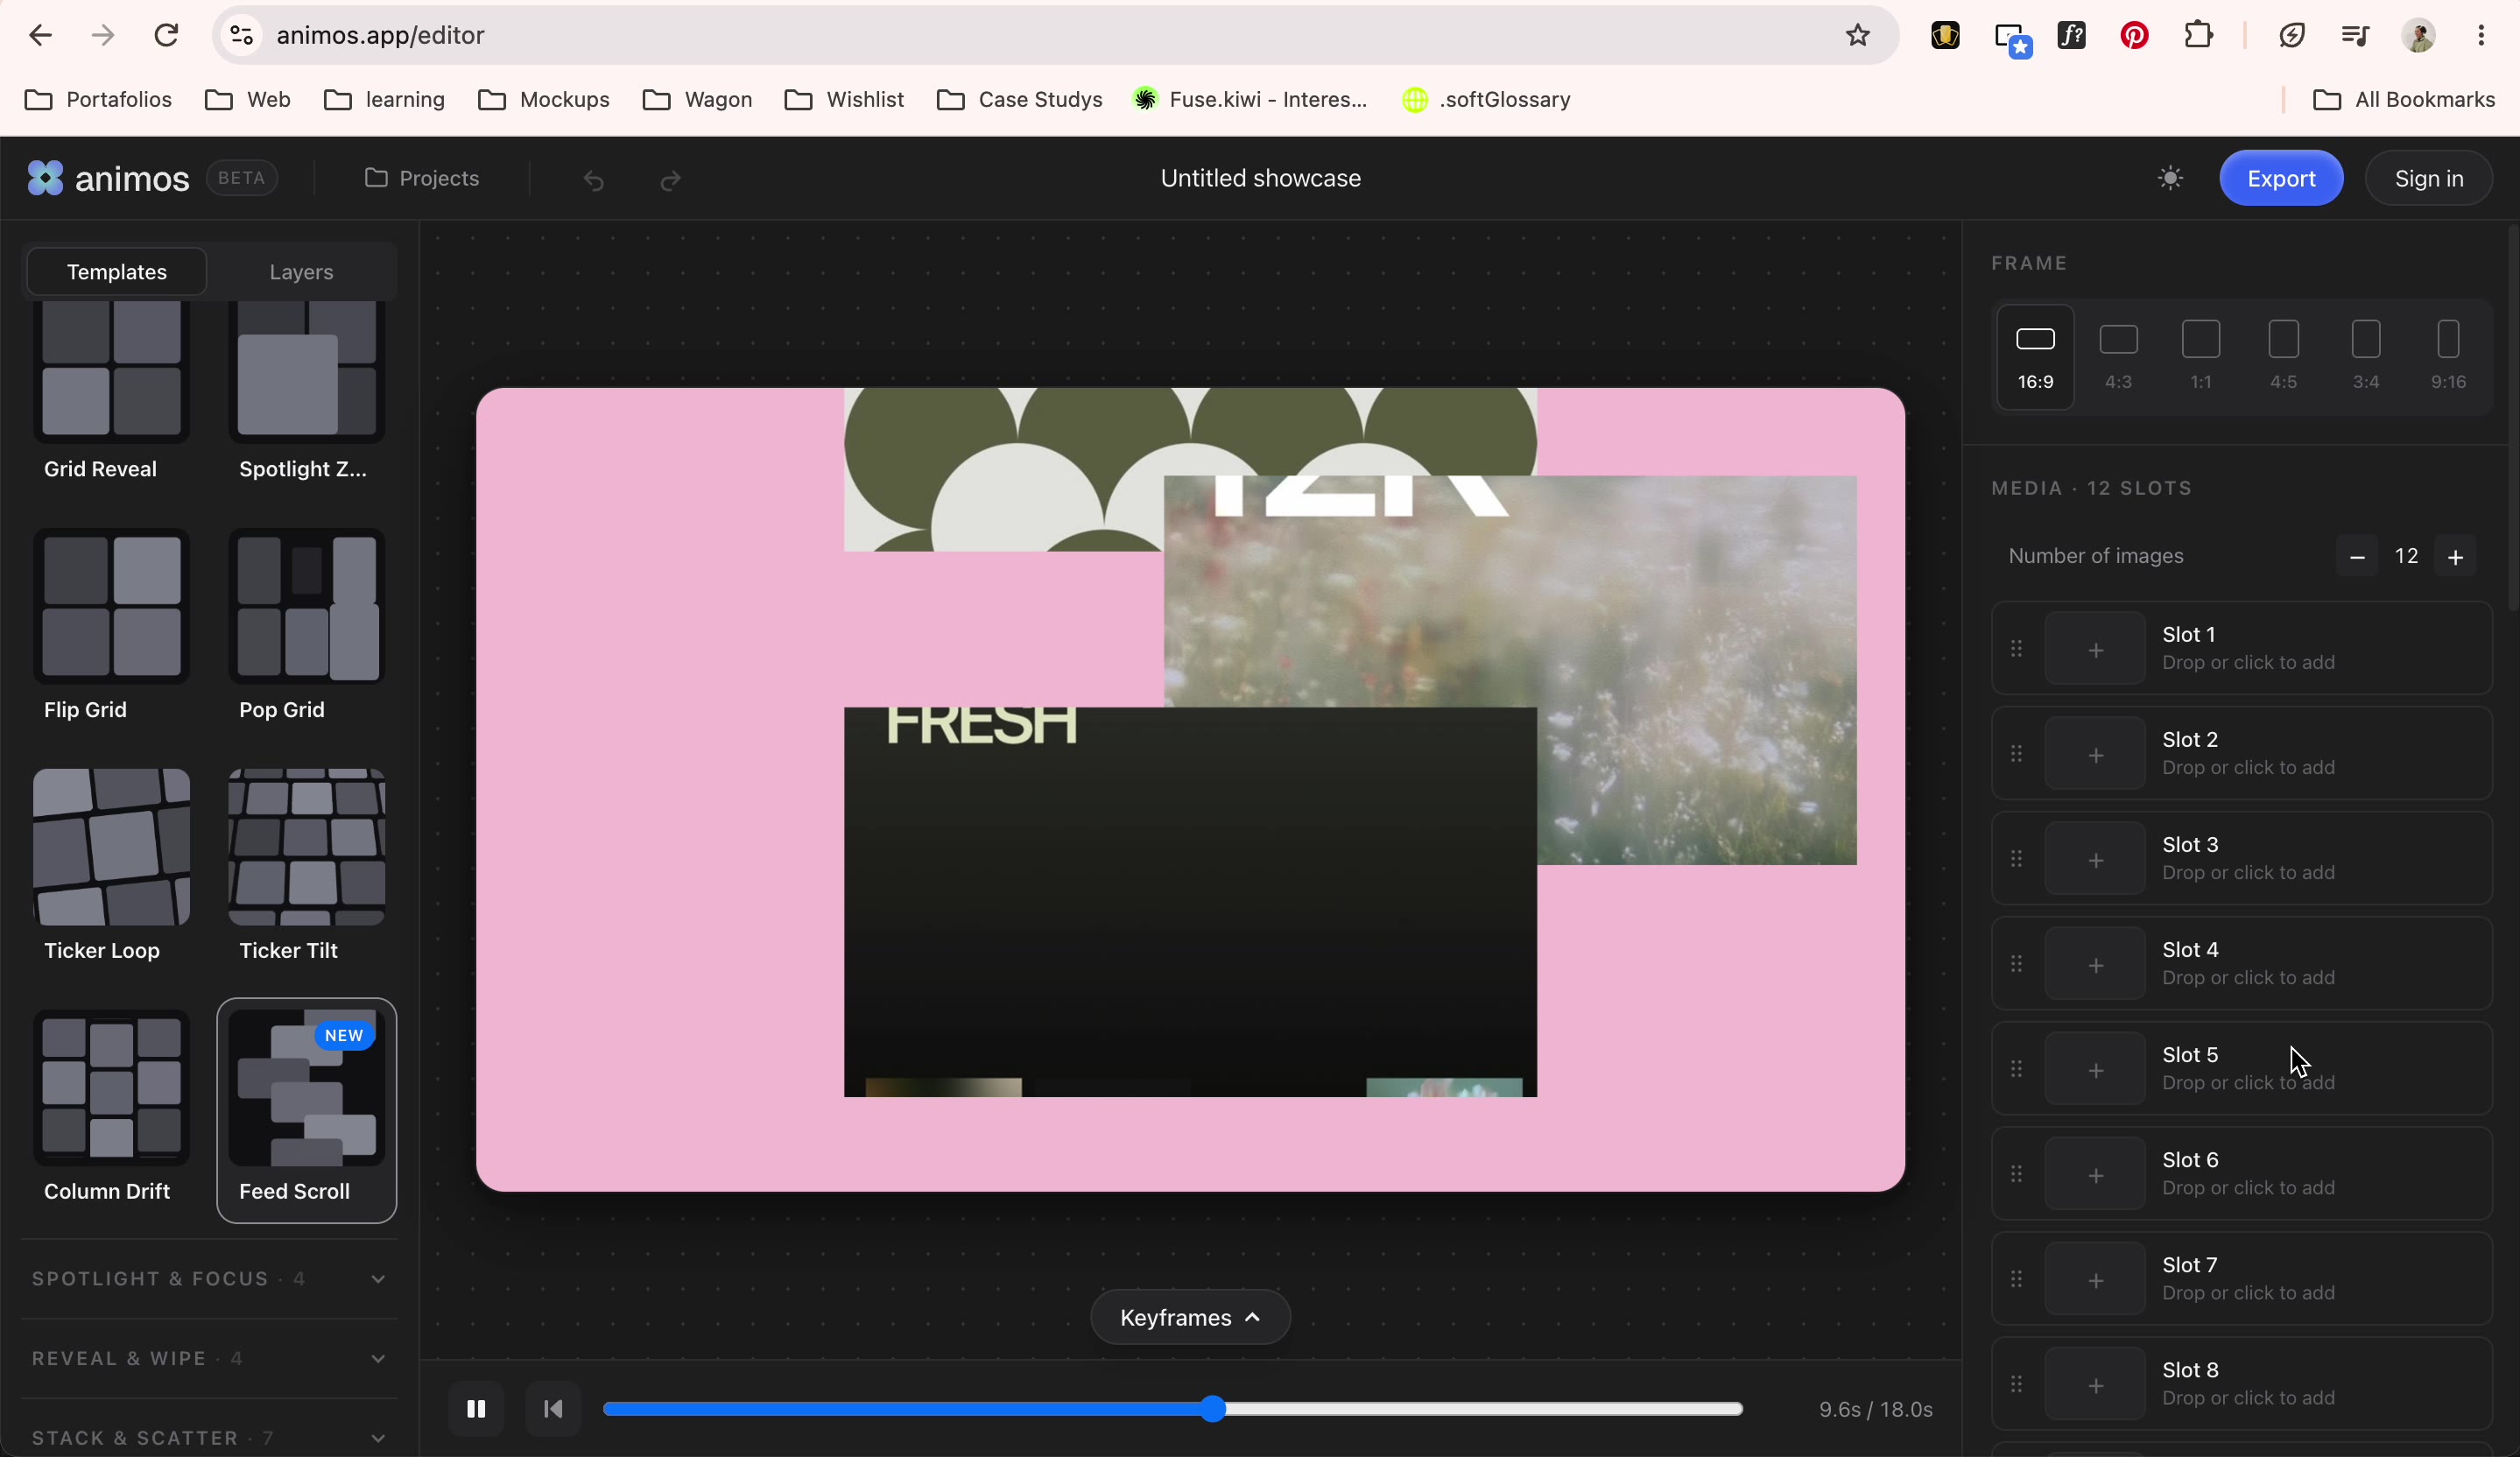 animos.app/editor
Portafolios
Web
learning
Mockups
Wagon
Wishlist
Case Studys
Fuse.kiwi - Interes...
.softGlossary
All Bookmarks
animos
BETA
Projects
Untitled showcase
Export
Sign in
Templates
Layers
Grid Reveal
Spotlight Z...
Flip Grid
Pop Grid
Ticker Loop
Ticker Tilt
NEW
Column Drift
Feed Scroll
SPOTLIGHT & FOCUS · 4
REVEAL & WIPE · 4
STACK & SCATTER · 7
FRESH
Keyframes
9.6s / 18.0s
FRAME
16:9
4:3
1:1
4:5
3:4
9:16
MEDIA · 12 SLOTS
Number of images
− 12 +
Slot 1
Drop or click to add
Slot 2
Drop or click to add
Slot 3
Drop or click to add
Slot 4
Drop or click to add
Slot 5
Drop or click to add
Slot 6
Drop or click to add
Slot 7
Drop or click to add
Slot 8
Drop or click to add